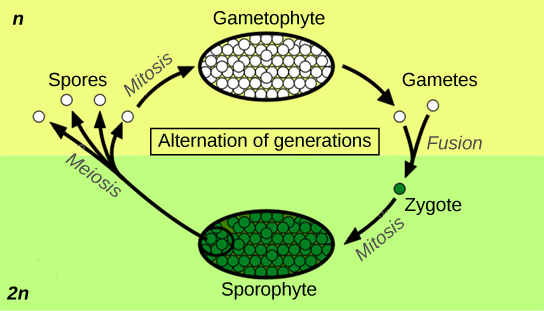 n
Gametophyte
Spores
Mitosis
Gametes
Alternation of generations
Fusion
Meiosis
Zygote
Mitosis
Sporophyte
2n